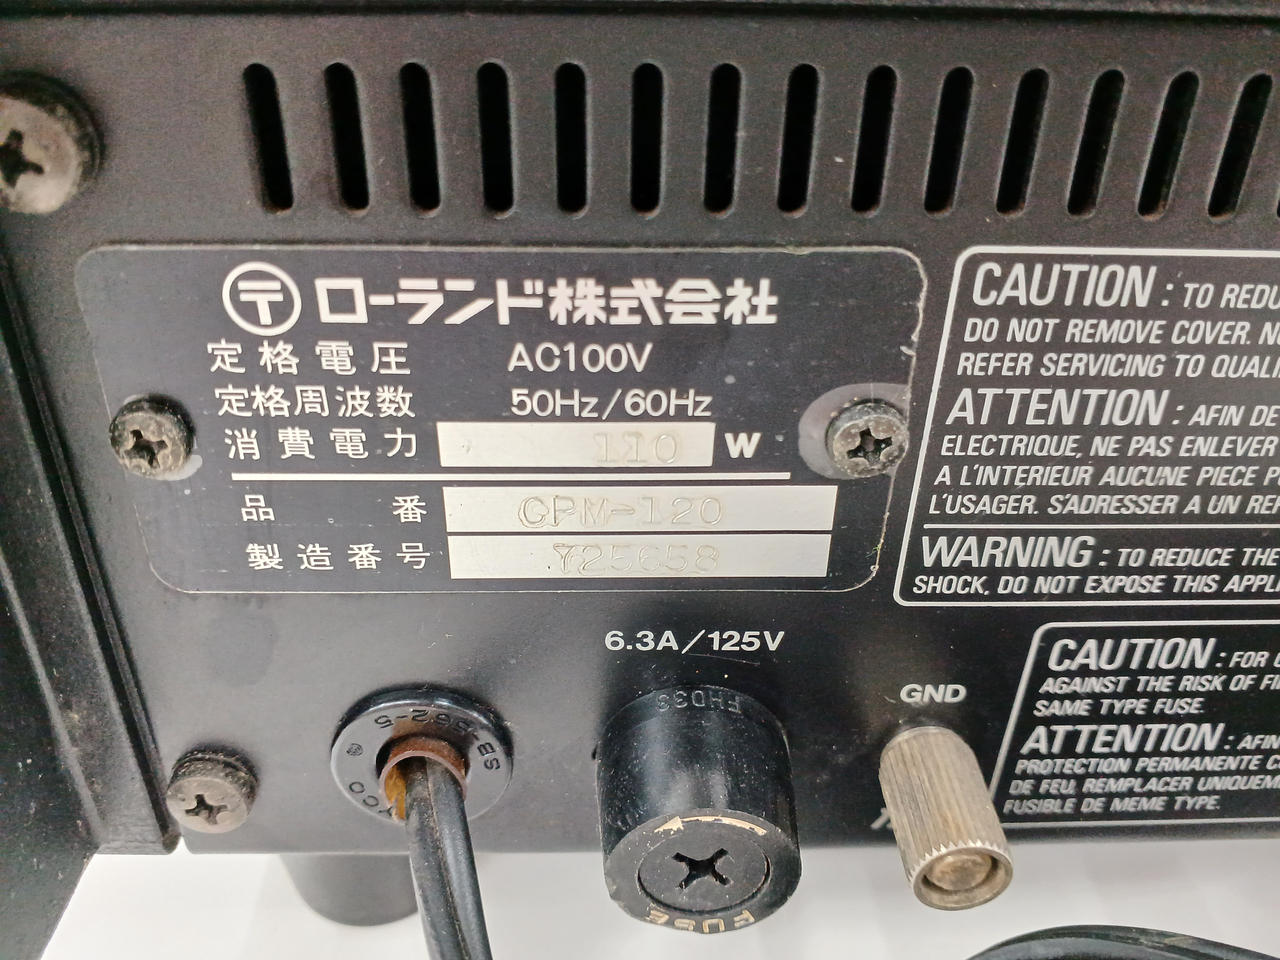 〒 ローランド株式会社
定格電圧 AC100V
定格周波数 50Hz/60Hz
消費電力 110 W
品番 CPM-120
製造番号 Y25658
CAUTION : TO REDU
DO NOT REMOVE COVER. NO
REFER SERVICING TO QUALI
ATTENTION : AFIN DE
ELECTRIQUE, NE PAS ENLEVER
A L'INTERIEUR AUCUNE PIECE P
L'USAGER. S'ADRESSER A UN REP
WARNING : TO REDUCE THE
SHOCK, DO NOT EXPOSE THIS APPL
6.3A/125V
GND
CAUTION : FOR C
AGAINST THE RISK OF FI
SAME TYPE FUSE.
ATTENTION : AFIN
PROTECTION PERMANENTE C
DE FEU, REMPLACER UNIQUEM
FUSIBLE DE MEME TYPE.
FHD33
FUSE